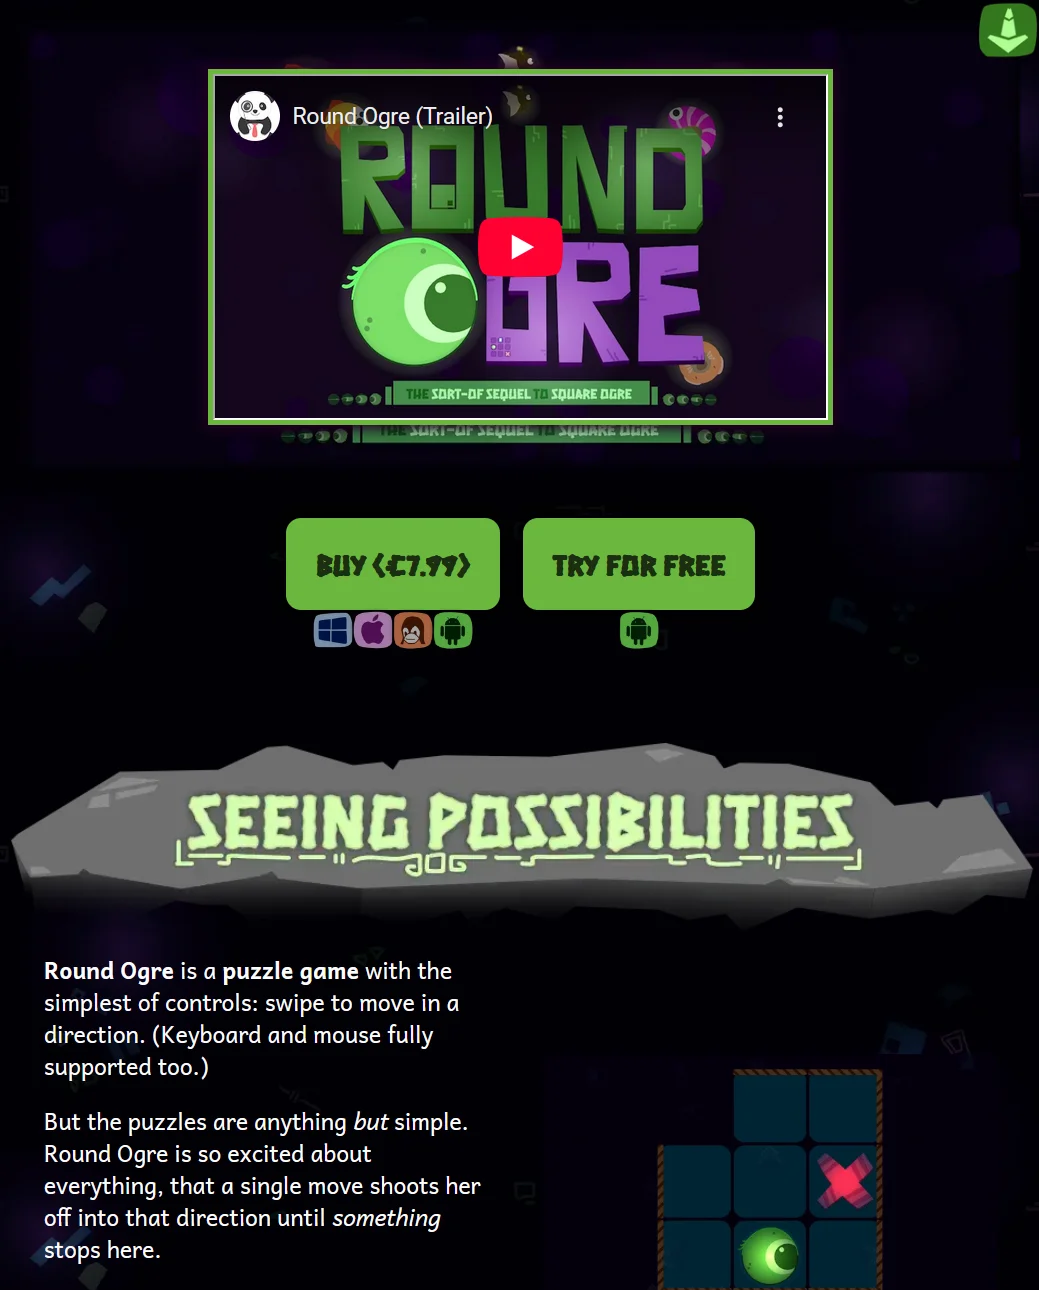 Round Ogre (Trailer)
ROUND
OGRE
THE SORT-OF SEQUEL TO SQUARE OGRE
THE SORT-OF SEQUEL TO SQUARE OGRE
BUY (€7.99)
TRY FOR FREE
SEEING POSSIBILITIES
Round Ogre is a puzzle game with the
simplest of controls: swipe to move in a
direction. (Keyboard and mouse fully
supported too.)
But the puzzles are anything but simple.
Round Ogre is so excited about
everything, that a single move shoots her
off into that direction until something
stops here.